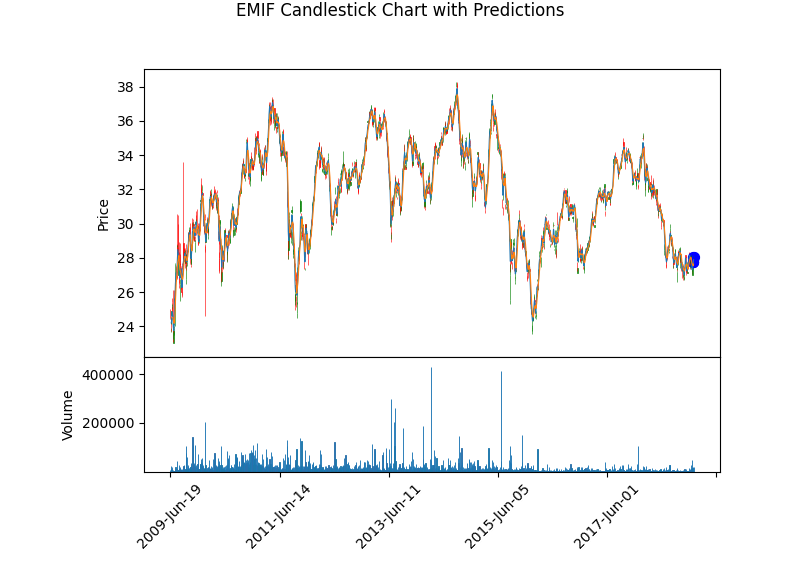 EMIF Candlestick Chart with Predictions
38
36
34
32
30
28
26
24
Price
400000
200000
Volume
2009-Jun-19
2011-Jun-14
2013-Jun-11
2015-Jun-05
2017-Jun-01